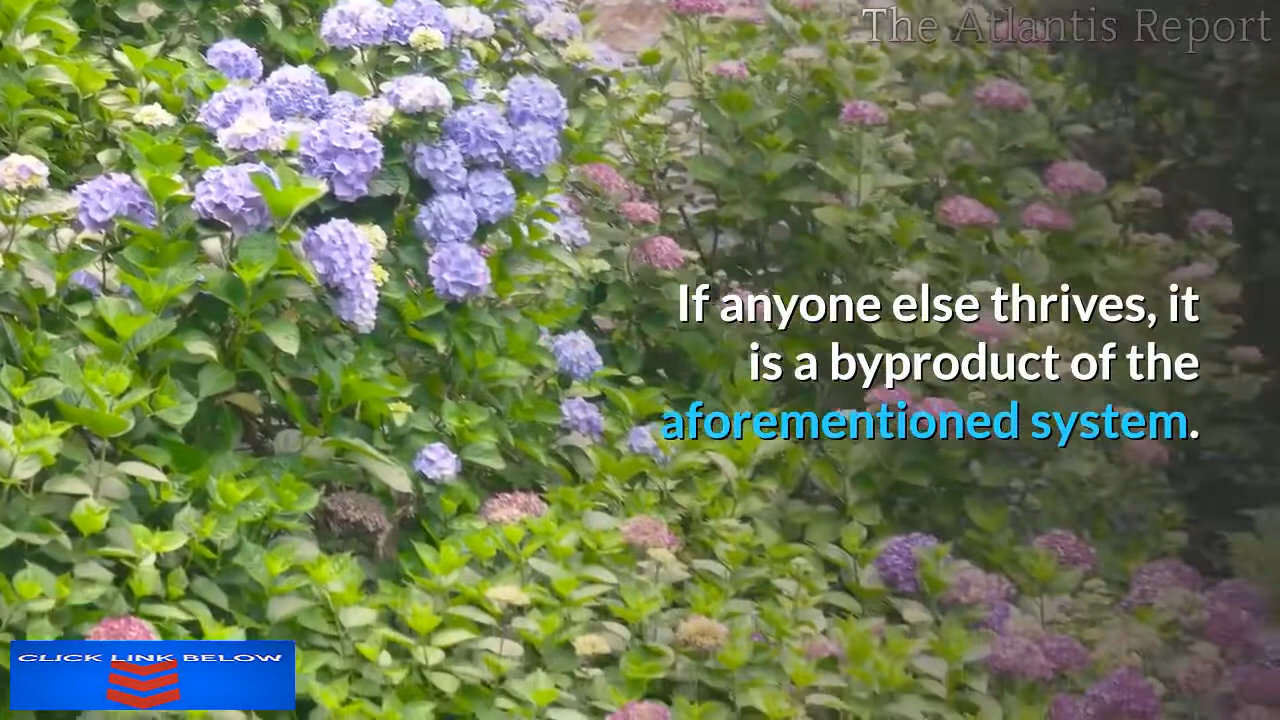 The Atlantis Report
If anyone else thrives, it
is a byproduct of the
aforementioned system.
CLICK LINK BELOW